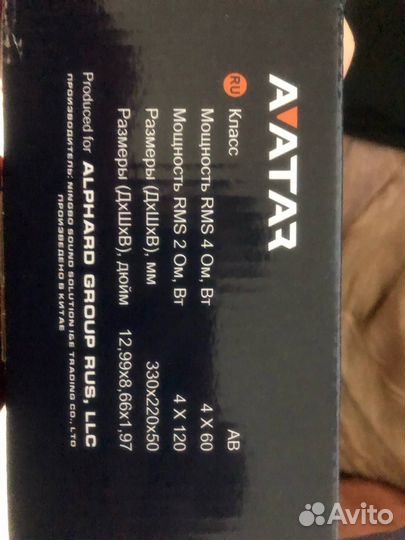 AVATAR
RU Класс AB
Мощность RMS 4 Ом, Вт 4 X 60
Мощность RMS 2 Ом, Вт 4 X 120
Размеры (ДхШхВ), мм 330x220x50
Размеры (ДхШхВ), дюйм 12,99x8,66x1,97
Produced for ALPHARD GROUP RUS, LLC
ПРОИЗВОДИТЕЛЬ: NINGBO SOUND SOLUTION I&E TRADING CO., LTD
ПРОИЗВЕДЕНО В КИТАЕ
Avito